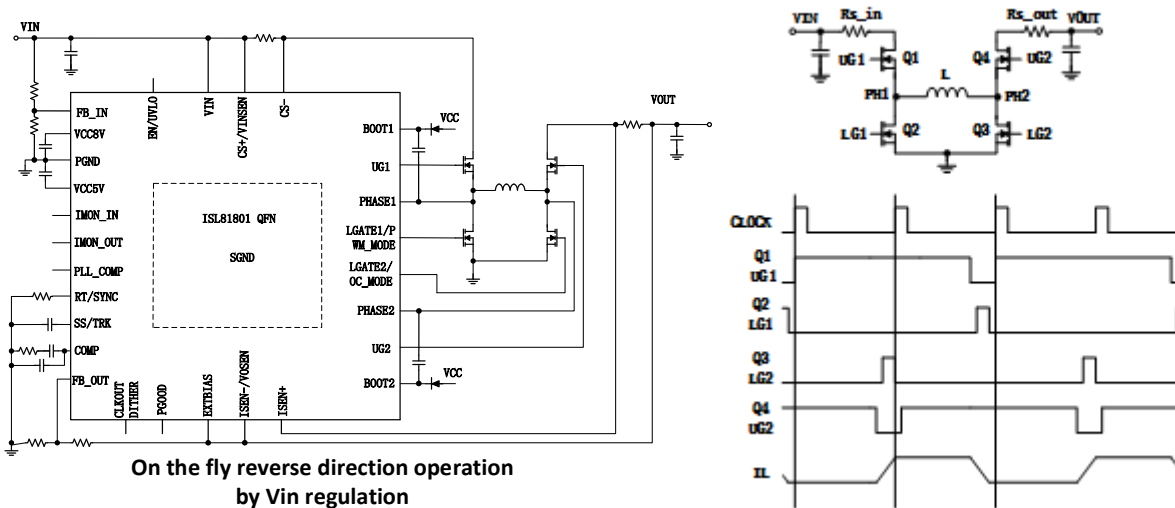 VIN
FB_IN
VCC8V
PGND
VCC5V
IMON_IN
IMON_OUT
PLL_COMP
RT/SYNC
SS/TRK
COMP
FB_OUT
EN/UVLO
VIN
CS+/VINSEN
CS-
BOOT1
UG1
PHASE1
LGATE1/P
WM_MODE
LGATE2/
OC_MODE
PHASE2
UG2
BOOT2
VCC
VCC
VOUT
ISL81801 QFN
SGND
CLKOUT
DITHER
PGOOD
EXTBIAS
ISEN-/VOSEN
ISEN+
On the fly reverse direction operation
by Vin regulation
VIN
Rs_in
Rs_out
VOUT
UG1
Q1
Q4
UG2
L
PH1
PH2
LG1
Q2
Q3
LG2
CLOCK
Q1
UG1
Q2
LG1
Q3
LG2
Q4
UG2
IL